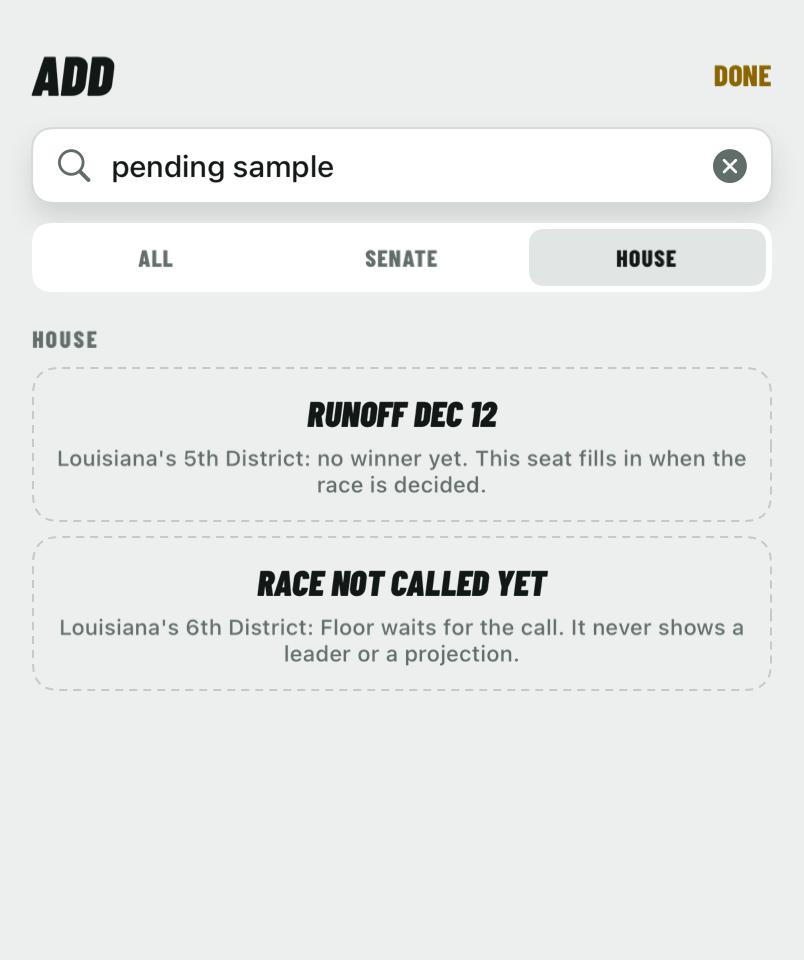 ADD
DONE
pending sample
ALL
SENATE
HOUSE
HOUSE
RUNOFF DEC 12
Louisiana's 5th District: no winner yet. This seat fills in when the
race is decided.
RACE NOT CALLED YET
Louisiana's 6th District: Floor waits for the call. It never shows a
leader or a projection.